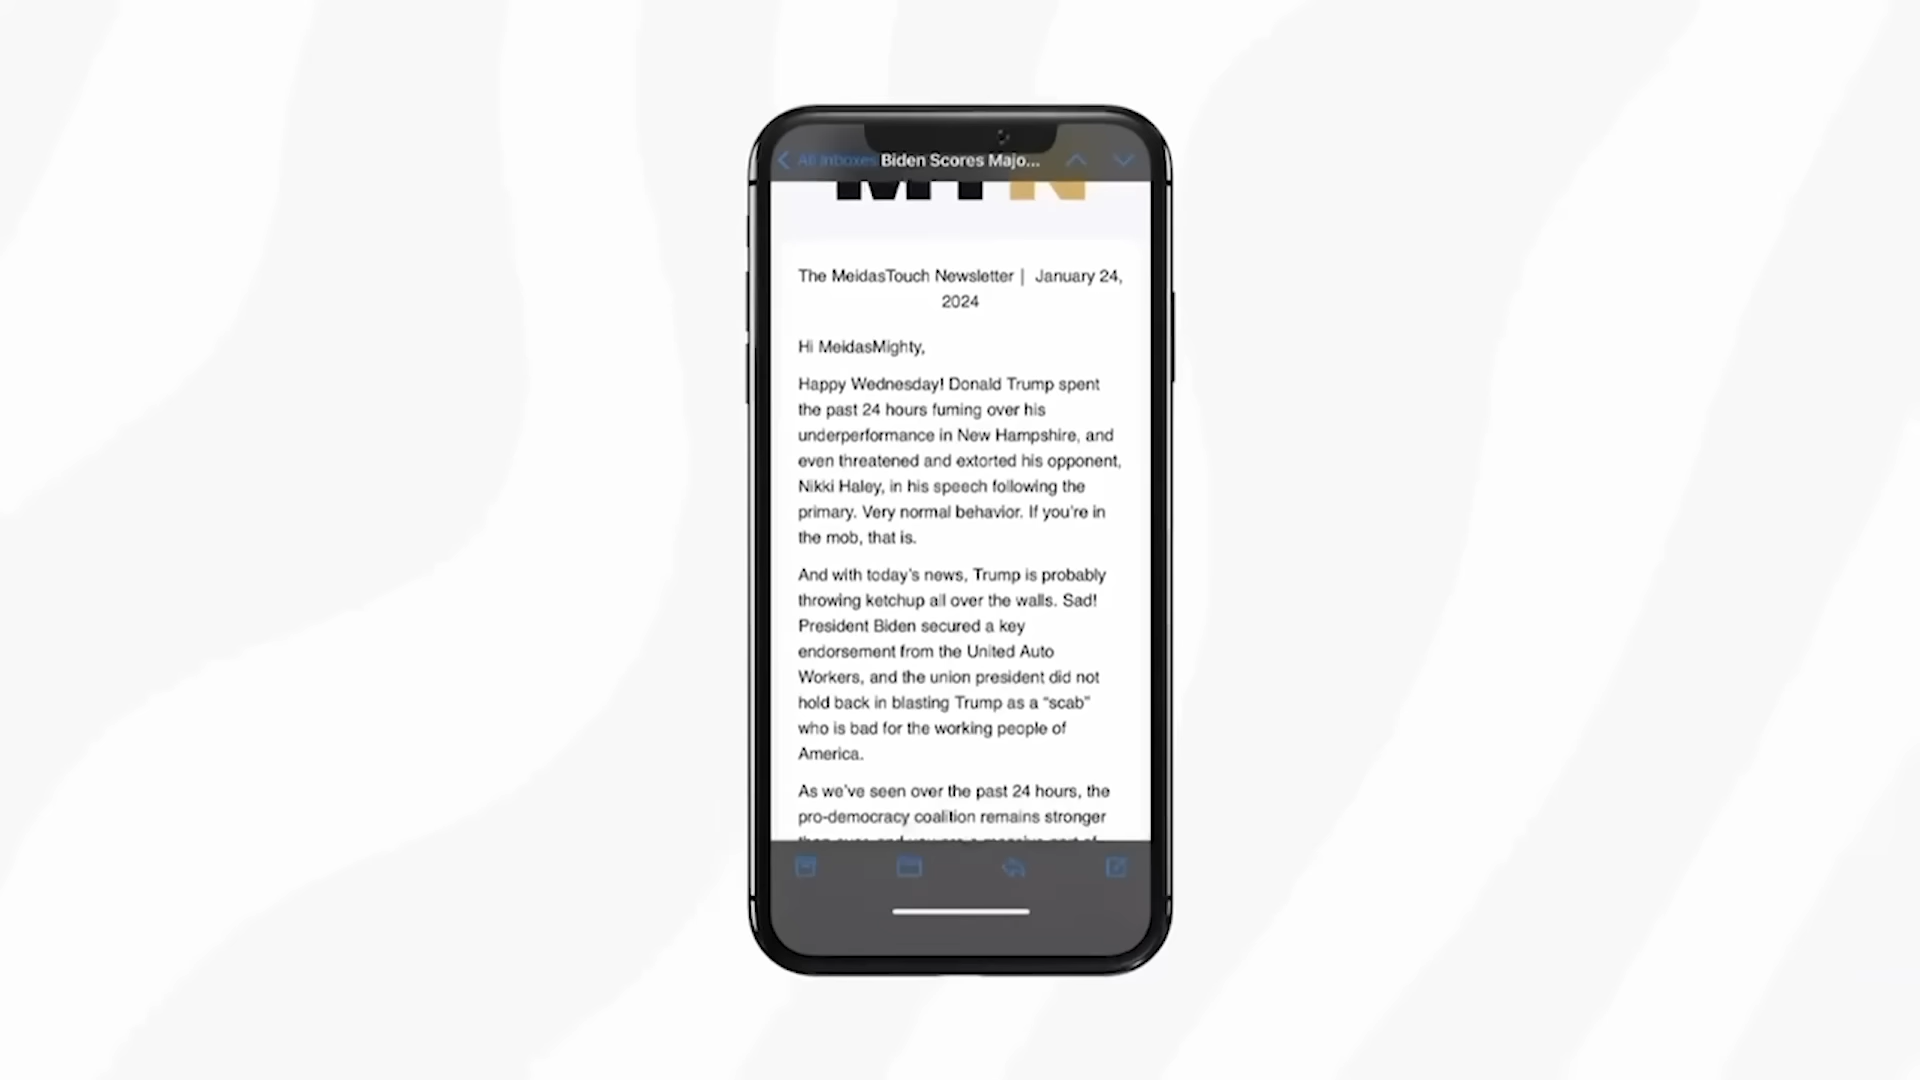 All Inboxes Biden Scores Majo...
MTN
The MeidasTouch Newsletter | January 24,
2024
Hi MeidasMighty,
Happy Wednesday! Donald Trump spent
the past 24 hours fuming over his
underperformance in New Hampshire, and
even threatened and extorted his opponent,
Nikki Haley, in his speech following the
primary. Very normal behavior. If you're in
the mob, that is.
And with today's news, Trump is probably
throwing ketchup all over the walls. Sad!
President Biden secured a key
endorsement from the United Auto
Workers, and the union president did not
hold back in blasting Trump as a “scab”
who is bad for the working people of
America.
As we've seen over the past 24 hours, the
pro-democracy coalition remains stronger